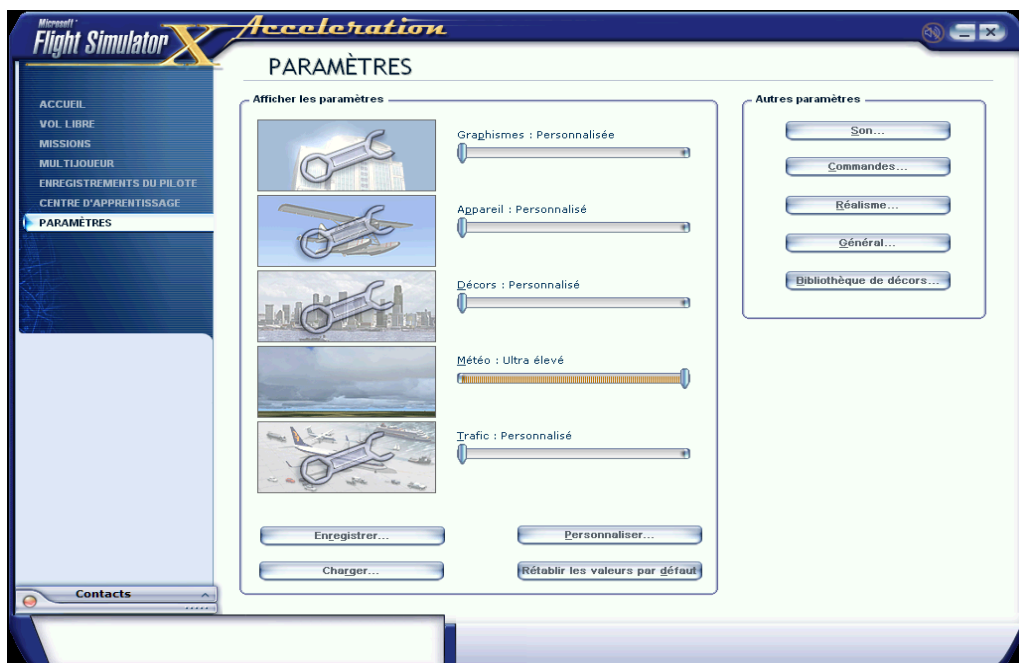 Microsoft
Flight Simulator X
Acceleration
PARAMÈTRES
ACCUEIL
VOL LIBRE
MISSIONS
MULTIJOUEUR
ENREGISTREMENTS DU PILOTE
CENTRE D'APPRENTISSAGE
PARAMÈTRES
Afficher les paramètres
Graphismes : Personnalisée
Appareil : Personnalisé
Décors : Personnalisé
Météo : Ultra élevé
Trafic : Personnalisé
Enregistrer...
Personnaliser...
Charger...
Rétablir les valeurs par défaut
Autres paramètres
Son...
Commandes...
Réalisme...
Général...
Bibliothèque de décors...
Contacts